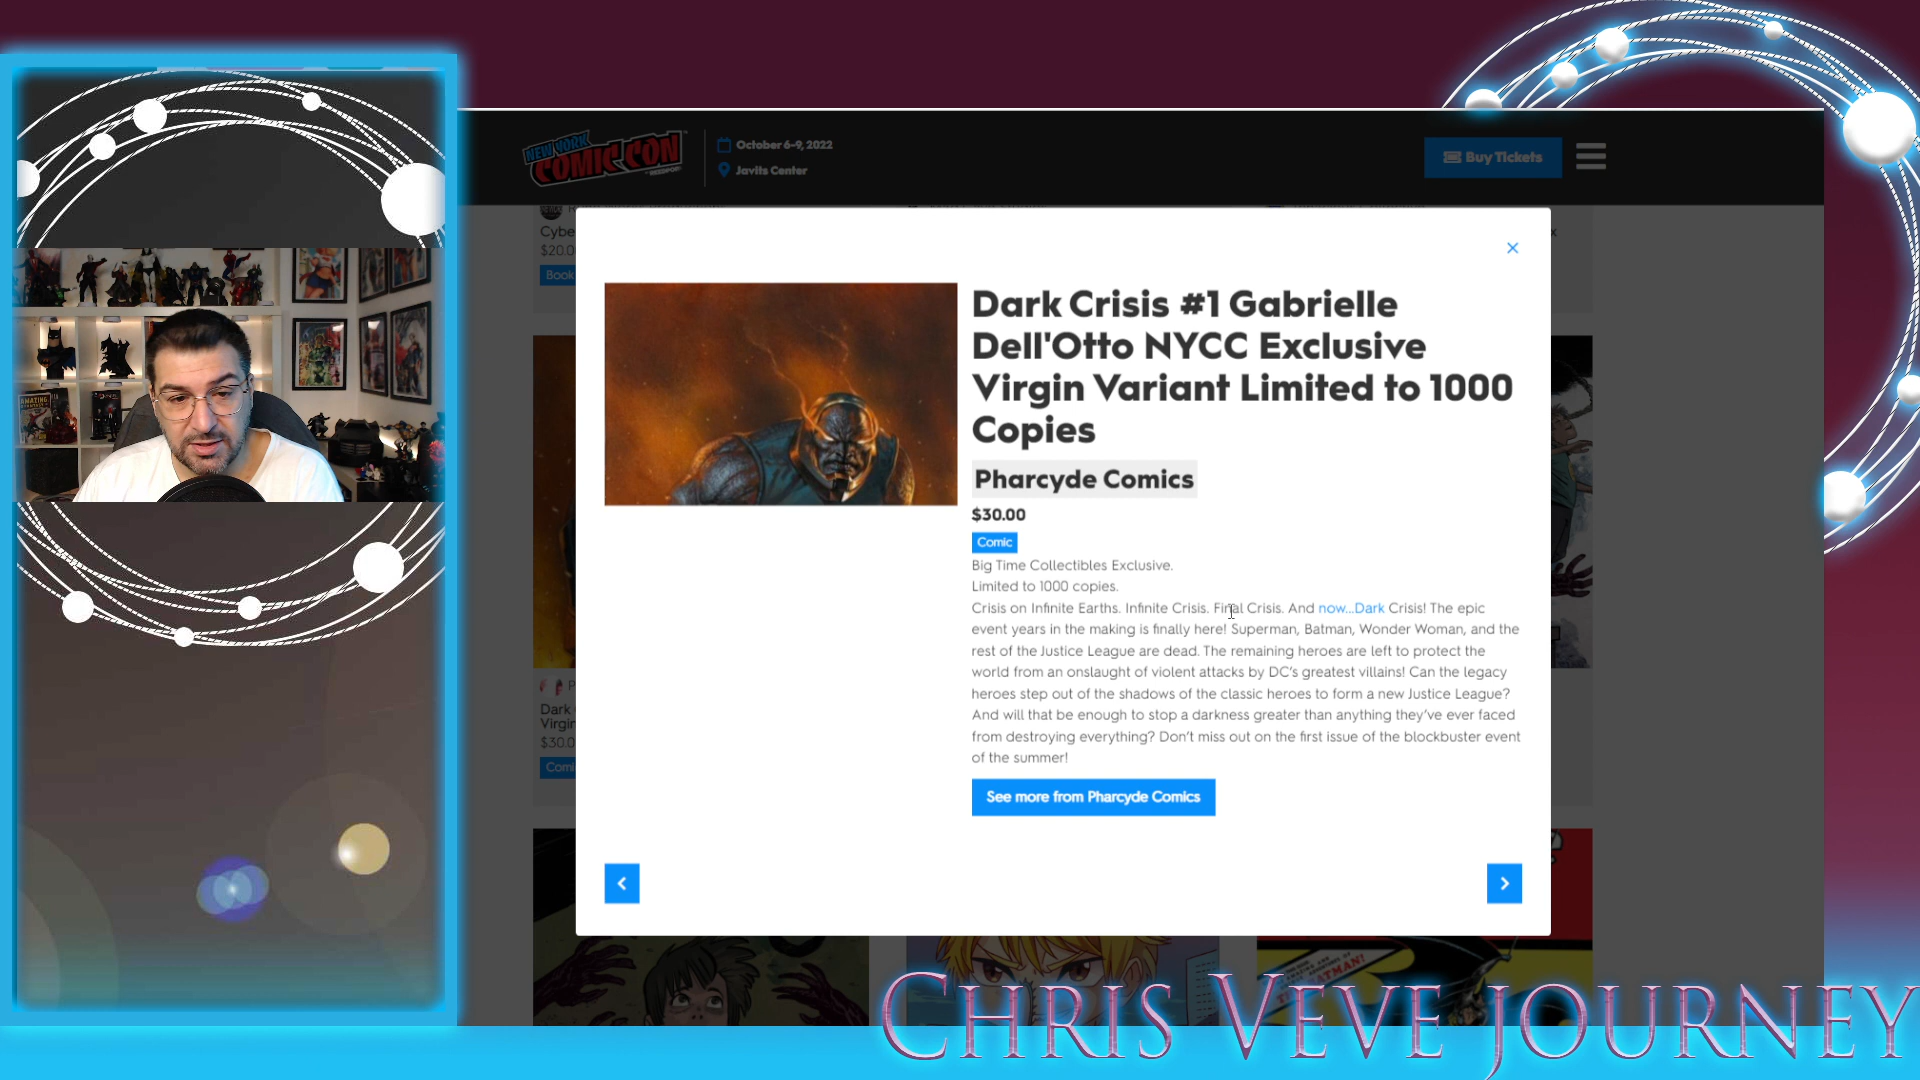 NEW YORK
COMIC CON
October 6-9, 2022
Javits Center
Buy Tickets
Cybe
$20.0
Book
Dark Crisis #1 Gabrielle
Dell'Otto NYCC Exclusive
Virgin Variant Limited to 1000
Copies
Pharcyde Comics
$30.00
Comic
Big Time Collectibles Exclusive.
Limited to 1000 copies.
Crisis on Infinite Earths. Infinite Crisis. Final Crisis. And now...Dark Crisis! The epic
event years in the making is finally here! Superman, Batman, Wonder Woman, and the
rest of the Justice League are dead. The remaining heroes are left to protect the
world from an onslaught of violent attacks by DC's greatest villains! Can the legacy
heroes step out of the shadows of the classic heroes to form a new Justice League?
And will that be enough to stop a darkness greater than anything they've ever faced
from destroying everything? Don't miss out on the first issue of the blockbuster event
of the summer!
See more from Pharcyde Comics
P
Dark
Virgin
$30.0
Comi
AMAZING
BATMAN!
CHRIS VEVE JOURNEY